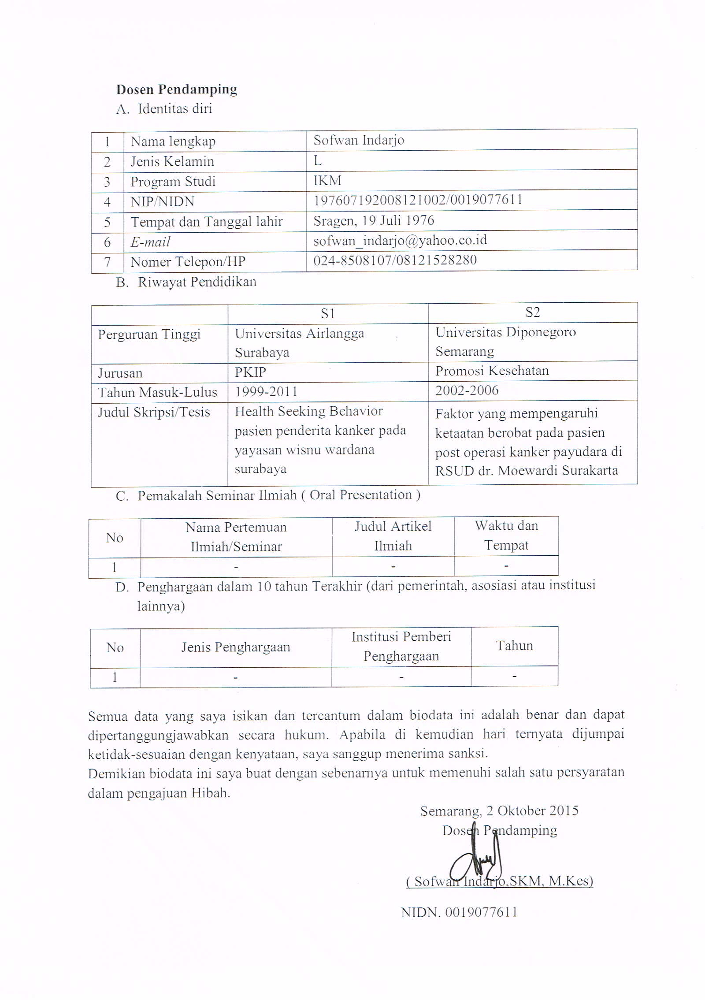 Dosen Pendamping
A. Identitas diri
1 Nama lengkap Sofwan Indarjo
2 Jenis Kelamin L
3 Program Studi IKM
4 NIP/NIDN 197607192008121002/0019077611
5 Tempat dan Tanggal lahir Sragen, 19 Juli 1976
6 E-mail sofwan_indarjo@yahoo.co.id
7 Nomer Telepon/HP 024-8508107/08121528280
B. Riwayat Pendidikan
S1 S2
Perguruan Tinggi Universitas Airlangga Universitas Diponegoro
Surabaya Semarang
Jurusan PKIP Promosi Kesehatan
Tahun Masuk-Lulus 1999-2011 2002-2006
Judul Skripsi/Tesis Health Seeking Behavior Faktor yang mempengaruhi
pasien penderita kanker pada ketaatan berobat pada pasien
yayasan wisnu wardana post operasi kanker payudara di
surabaya RSUD dr. Moewardi Surakarta
C. Pemakalah Seminar Ilmiah ( Oral Presentation )
No Nama Pertemuan Judul Artikel Waktu dan
Ilmiah/Seminar Ilmiah Tempat
1 - - -
D. Penghargaan dalam 10 tahun Terakhir (dari pemerintah, asosiasi atau institusi
lainnya)
No Jenis Penghargaan Institusi Pemberi Tahun
Penghargaan
1 - - -
Semua data yang saya isikan dan tercantum dalam biodata ini adalah benar dan dapat
dipertanggungjawabkan secara hukum. Apabila di kemudian hari ternyata dijumpai
ketidak-sesuaian dengan kenyataan, saya sanggup menerima sanksi.
Demikian biodata ini saya buat dengan sebenarnya untuk memenuhi salah satu persyaratan
dalam pengajuan Hibah.
Semarang, 2 Oktober 2015
Dosen Pendamping
( Sofwan Indarjo,SKM, M.Kes)
NIDN. 0019077611